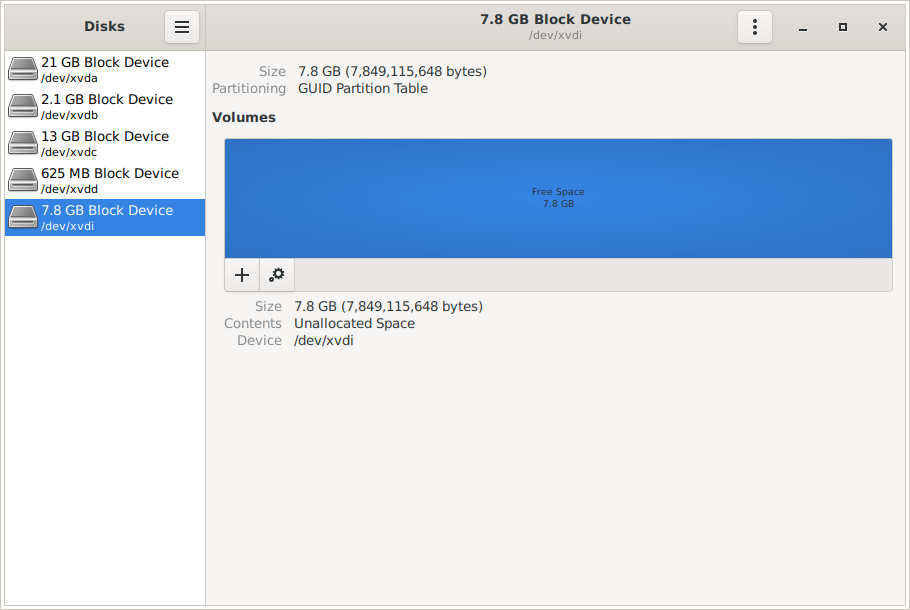 Disks
7.8 GB Block Device
/dev/xvdi
21 GB Block Device
/dev/xvda
2.1 GB Block Device
/dev/xvdb
13 GB Block Device
/dev/xvdc
625 MB Block Device
/dev/xvdd
7.8 GB Block Device
/dev/xvdi
Size 7.8 GB (7,849,115,648 bytes)
Partitioning GUID Partition Table
Volumes
Free Space
7.8 GB
Size 7.8 GB (7,849,115,648 bytes)
Contents Unallocated Space
Device /dev/xvdi